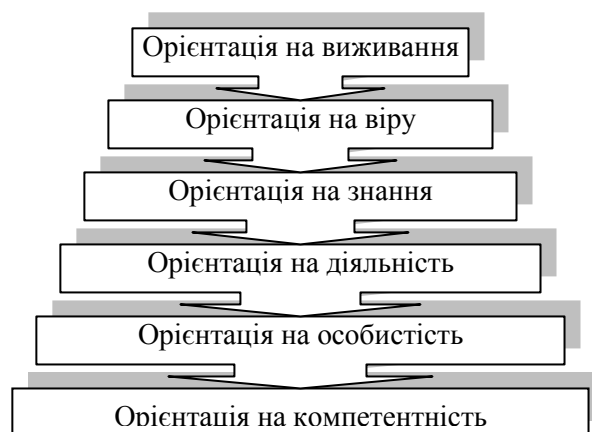 Орієнтація на виживання
Орієнтація на віру
Орієнтація на знання
Орієнтація на діяльність
Орієнтація на особистість
Орієнтація на компетентність